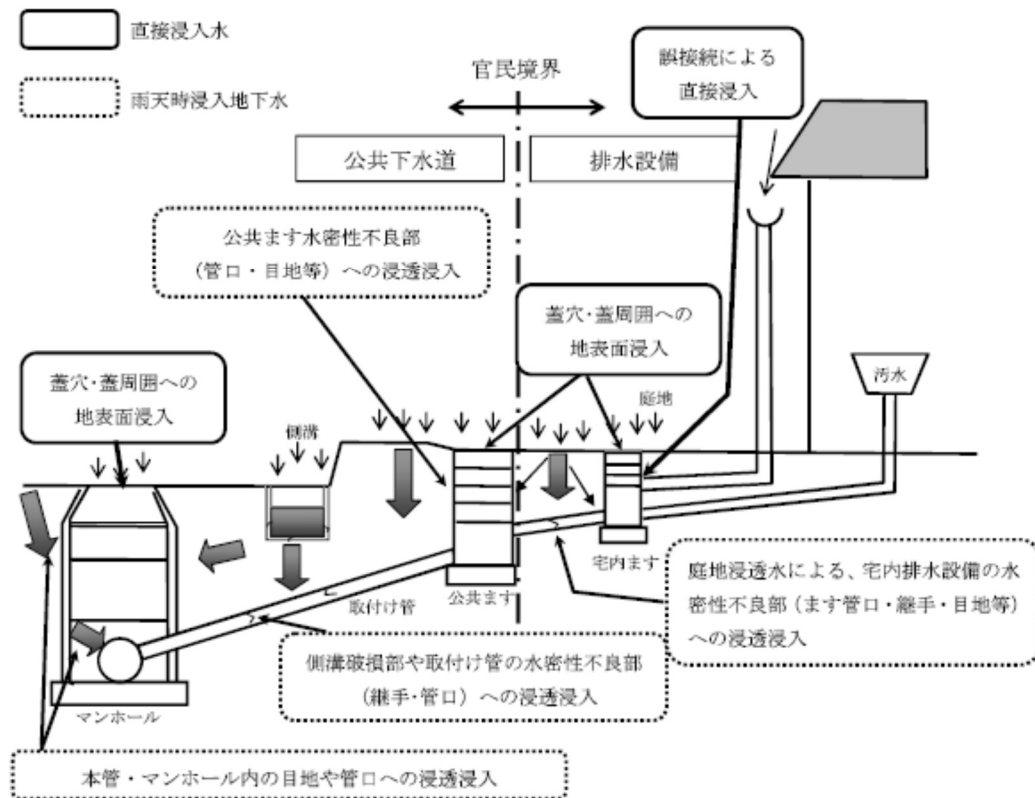 直接浸入水
雨天時浸入地下水
官民境界
誤接続による
直接浸入
公共下水道
排水設備
公共ます水密性不良部
（管口・目地等）への浸透浸入
蓋穴・蓋周囲への
地表面浸入
蓋穴・蓋周囲への
地表面浸入
汚水
庭地
側溝
宅内ます
公共ます
取付け管
庭地浸透水による、宅内排水設備の水
密性不良部（ます管口・継手・目地等）
への浸透浸入
側溝破損部や取付け管の水密性不良部
（継手・管口）への浸透浸入
マンホール
本管・マンホール内の目地や管口への浸透浸入